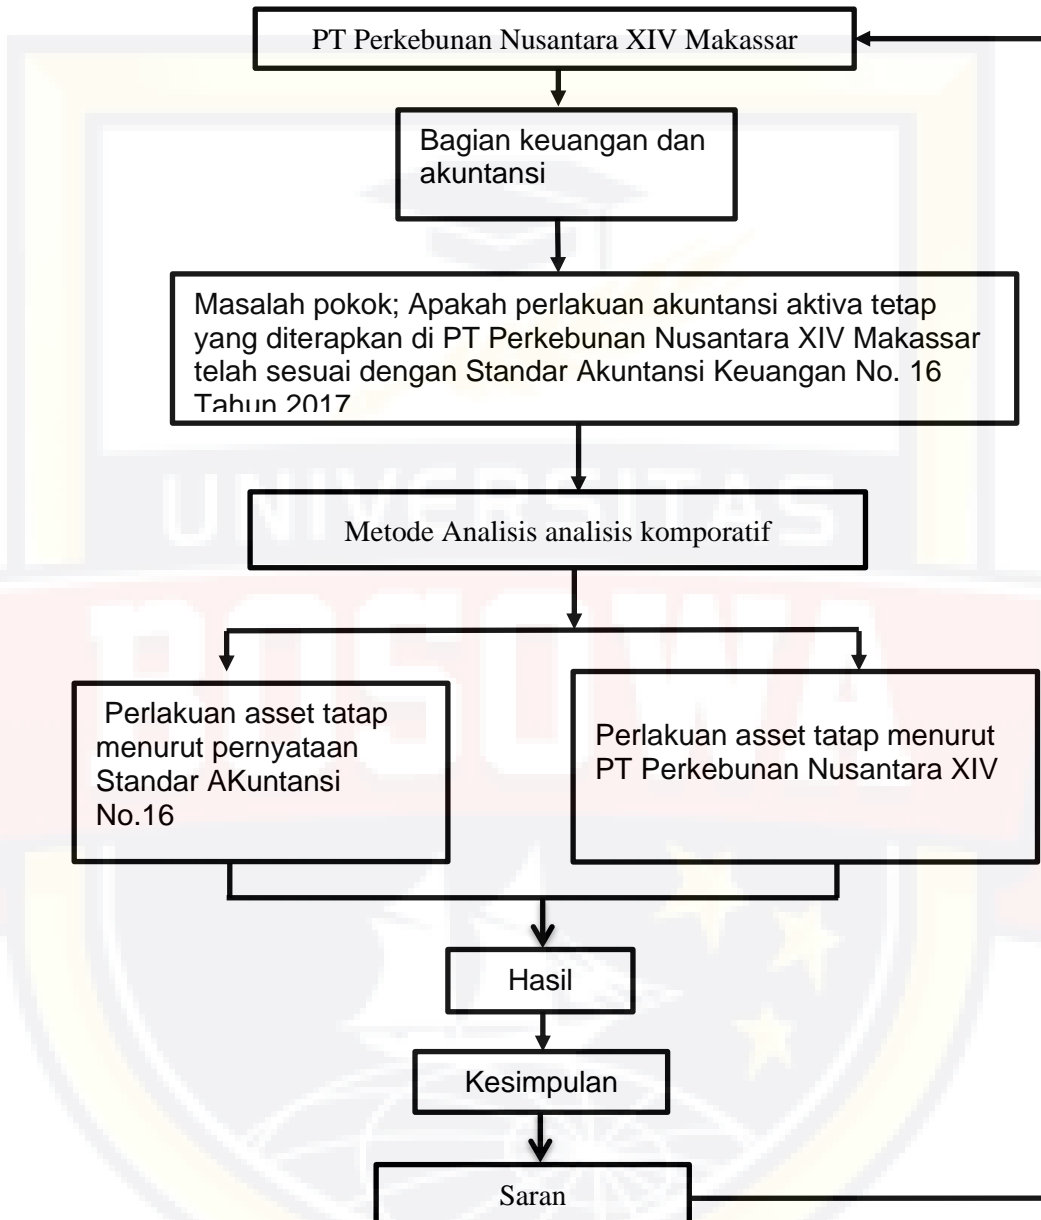 PT Perkebunan Nusantara XIV Makassar
Bagian keuangan dan
akuntansi
Masalah pokok; Apakah perlakuan akuntansi aktiva tetap
yang diterapkan di PT Perkebunan Nusantara XIV Makassar
telah sesuai dengan Standar Akuntansi Keuangan No. 16
Tahun 2017
UNIVERSITAS
Metode Analisis analisis komporatif
BOSOWA
Perlakuan asset tatap
menurut pernyataan
Standar AKuntansi
No.16
Perlakuan asset tatap menurut
PT Perkebunan Nusantara XIV
Hasil
Kesimpulan
Saran